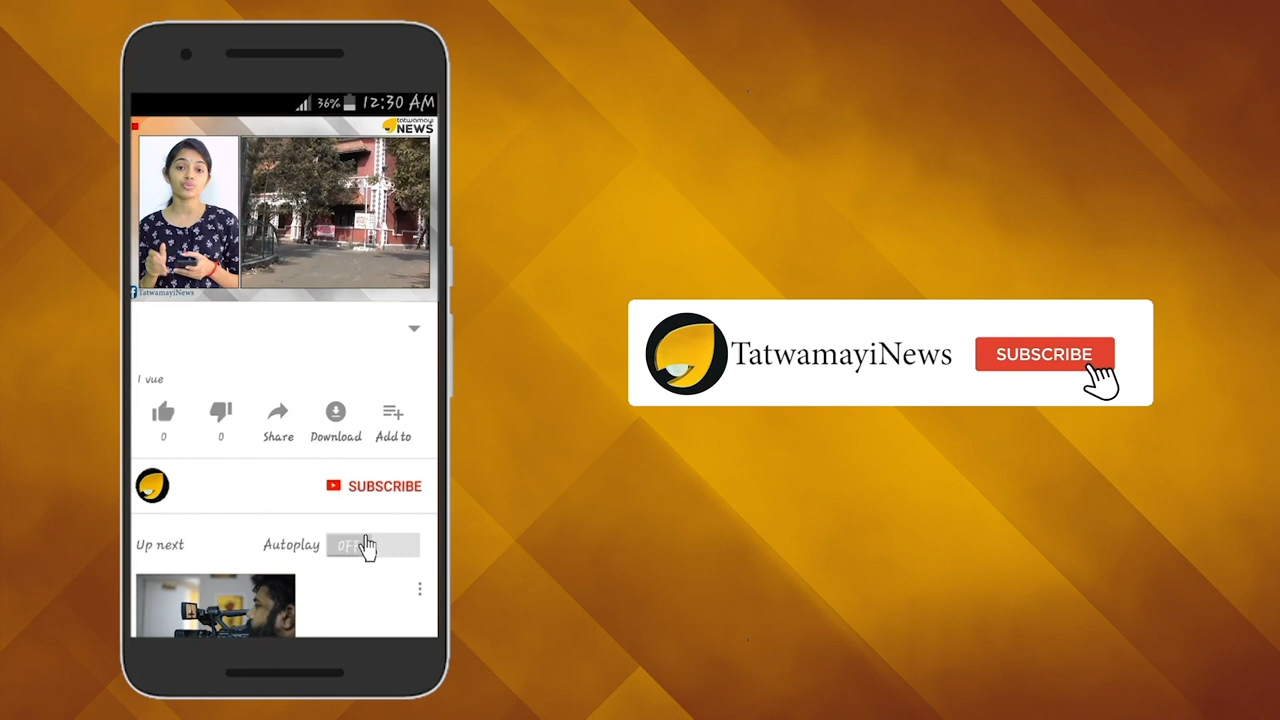 36% 12:30 AM
tatwamayi
NEWS
TatwamayiNews
1 vue
0 0 Share Download Add to
SUBSCRIBE
Up next Autoplay OFF
TatwamayiNews SUBSCRIBE